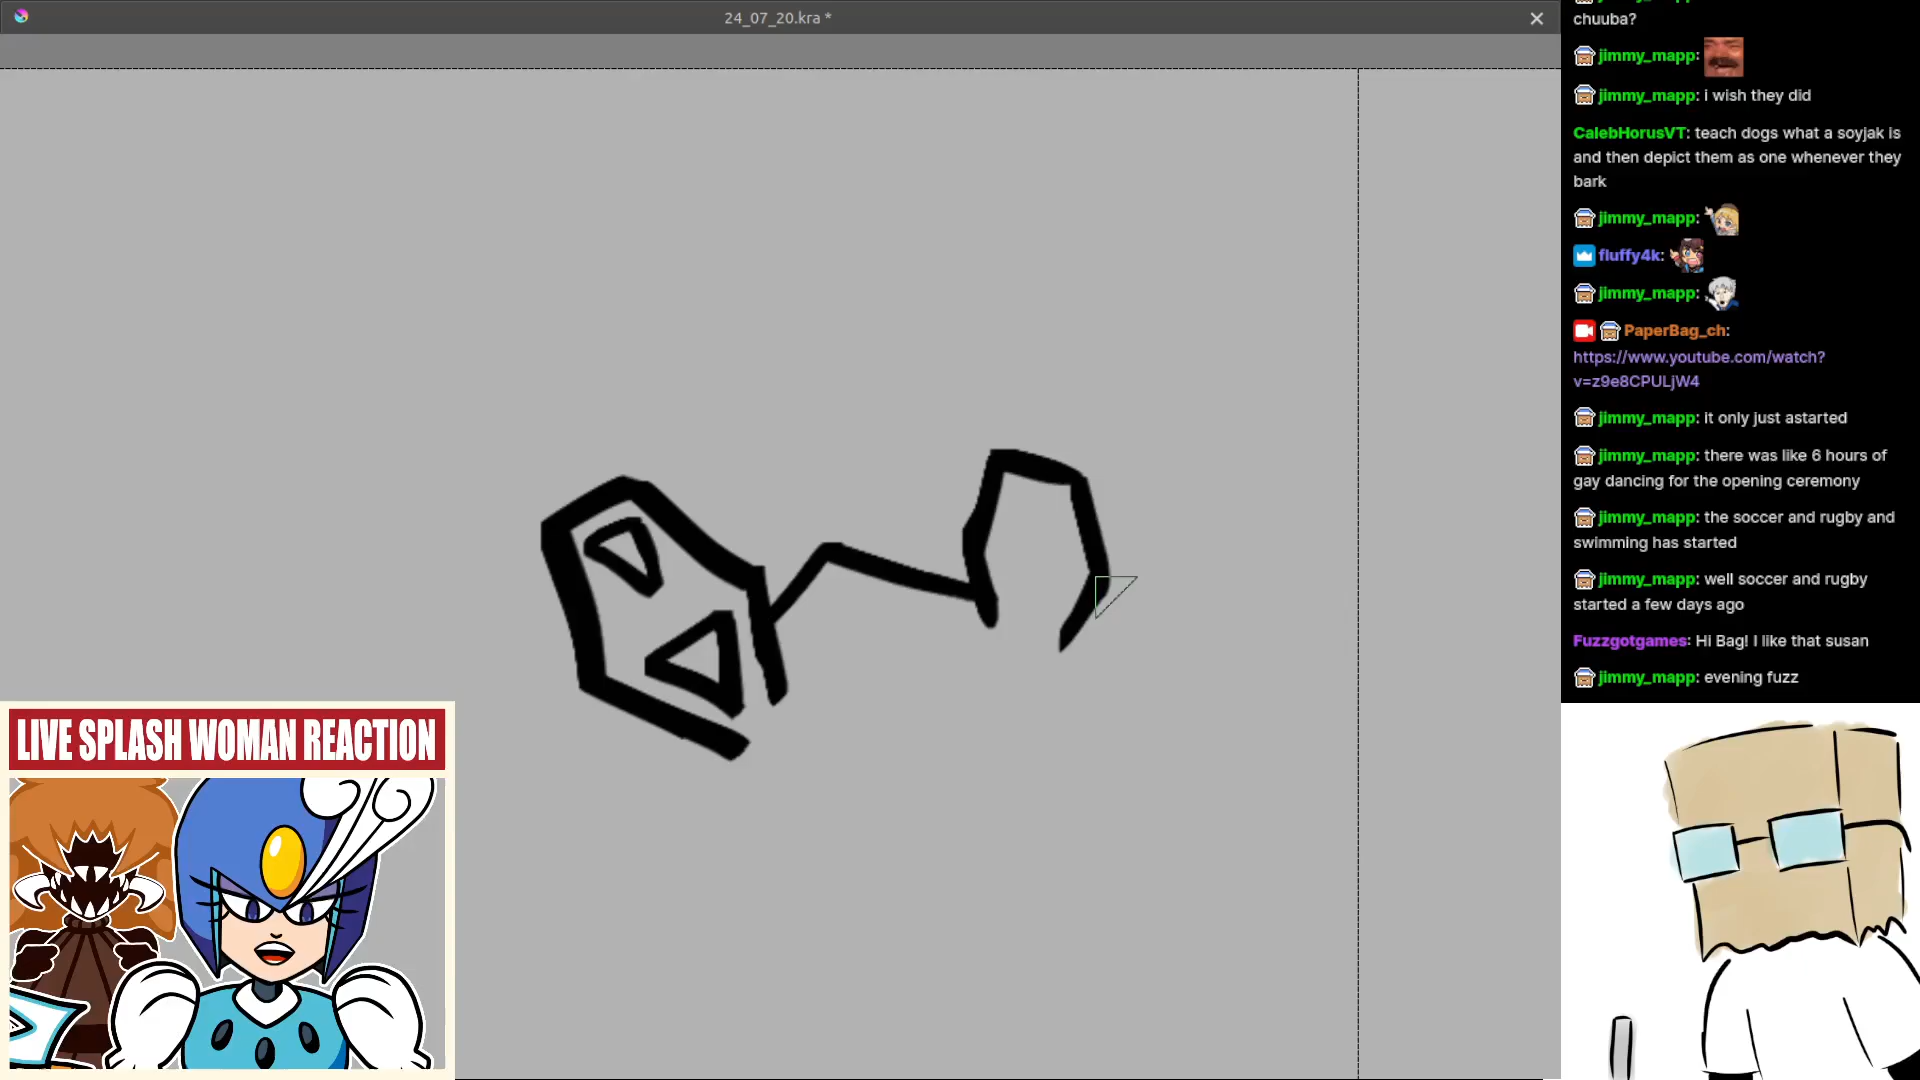 24_07_20.kra *
chuuba?
jimmy_mapp:
jimmy_mapp: i wish they did
CalebHorusVT: teach dogs what a soyjak is
and then depict them as one whenever they
bark
jimmy_mapp:
fluffy4k:
jimmy_mapp:
PaperBag_ch:
https://www.youtube.com/watch?
v=z9e8CPULjW4
jimmy_mapp: it only just astarted
jimmy_mapp: there was like 6 hours of
gay dancing for the opening ceremony
jimmy_mapp: the soccer and rugby and
swimming has started
jimmy_mapp: well soccer and rugby
started a few days ago
Fuzzgotgames: Hi Bag! I like that susan
jimmy_mapp: evening fuzz
LIVE SPLASH WOMAN REACTION